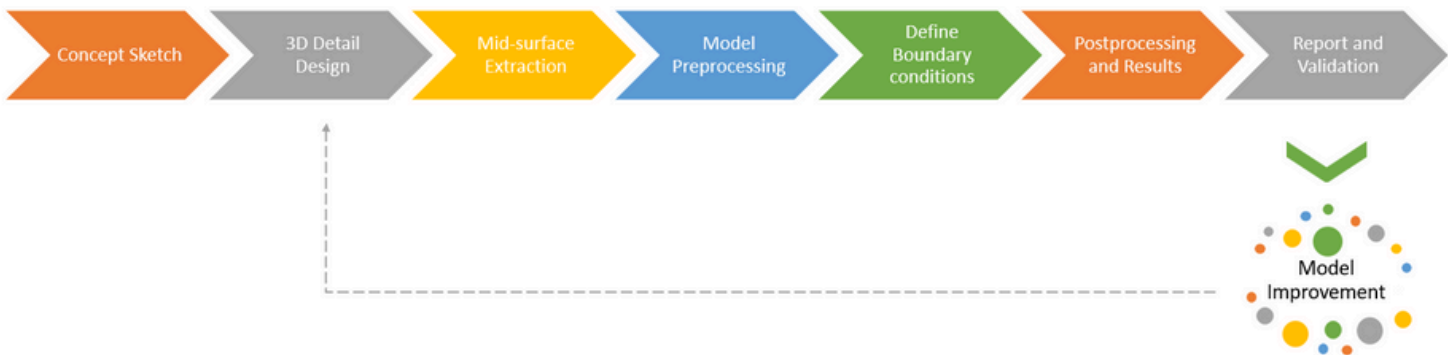 Concept Sketch
3D Detail
Design
Mid-surface
Extraction
Model
Preprocessing
Define
Boundary
conditions
Postprocessing
and Results
Report and
Validation
Model
Improvement